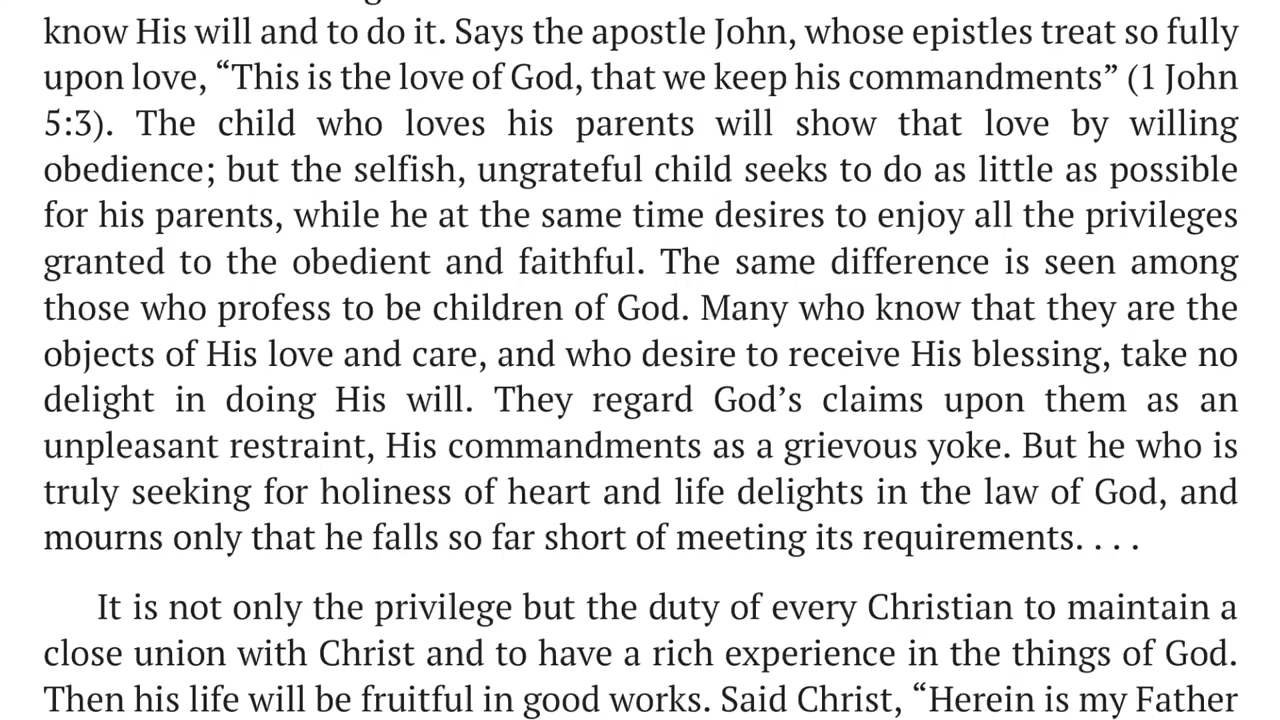 know His will and to do it. Says the apostle John, whose epistles treat so fully
upon love, “This is the love of God, that we keep his commandments” (1 John
5:3). The child who loves his parents will show that love by willing
obedience; but the selfish, ungrateful child seeks to do as little as possible
for his parents, while he at the same time desires to enjoy all the privileges
granted to the obedient and faithful. The same difference is seen among
those who profess to be children of God. Many who know that they are the
objects of His love and care, and who desire to receive His blessing, take no
delight in doing His will. They regard God’s claims upon them as an
unpleasant restraint, His commandments as a grievous yoke. But he who is
truly seeking for holiness of heart and life delights in the law of God, and
mourns only that he falls so far short of meeting its requirements. . . .
It is not only the privilege but the duty of every Christian to maintain a
close union with Christ and to have a rich experience in the things of God.
Then his life will be fruitful in good works. Said Christ, “Herein is my Father